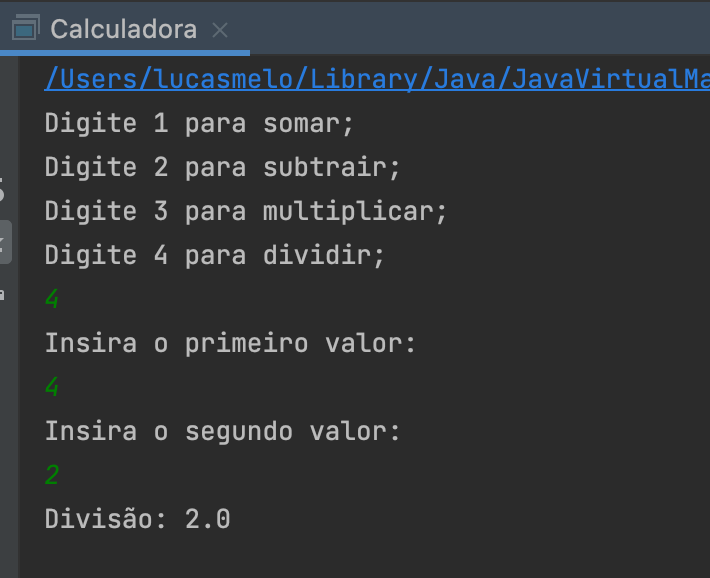 Calculadora
/Users/lucasmelo/Library/Java/JavaVirtualMa
Digite 1 para somar;
Digite 2 para subtrair;
Digite 3 para multiplicar;
Digite 4 para dividir;
4
Insira o primeiro valor:
4
Insira o segundo valor:
2
Divisão: 2.0